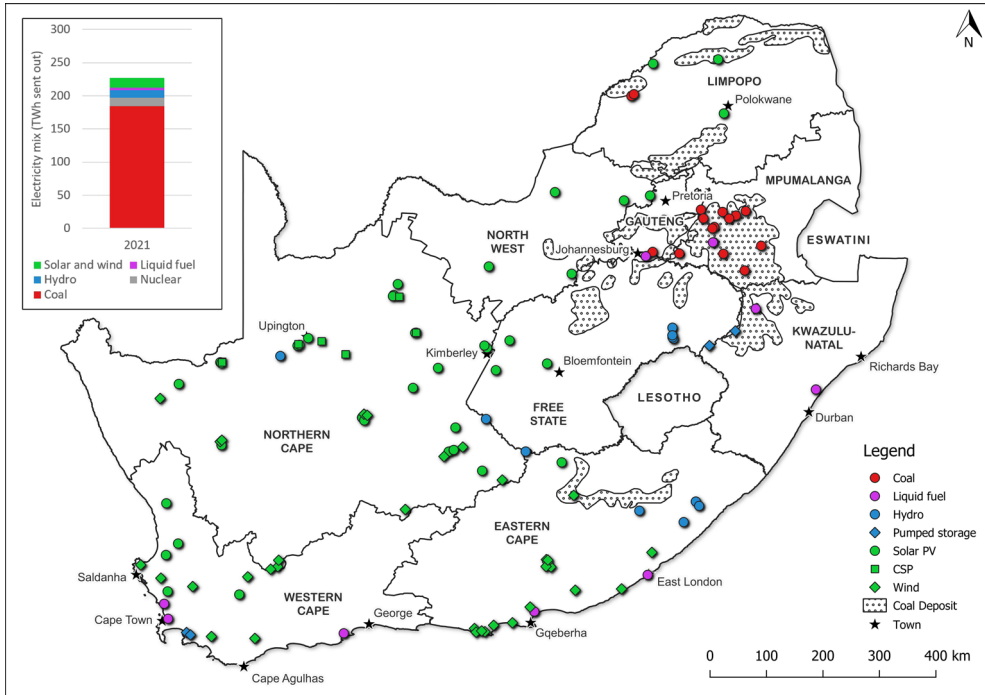 300
250
200
150
100
50
0
Electricity mix (TWh sent out)
2021
Solar and wind
Liquid fuel
Hydro
Nuclear
Coal
N
LIMPOPO
Polokwane
MPUMALANGA
Pretoria
GAUTENG
ESWATINI
NORTH
WEST
Johannesburg
Upington
KWAZULU-
NATAL
Kimberley
Bloemfontein
Richards Bay
LESOTHO
FREE
STATE
Durban
NORTHERN
CAPE
Legend
Coal
Liquid fuel
Hydro
Pumped storage
Solar PV
CSP
Wind
Coal Deposit
Town
EASTERN
CAPE
Saldanha
East London
WESTERN
CAPE
George
Cape Town
Gqeberha
Cape Agulhas
0 100 200 300 400 km